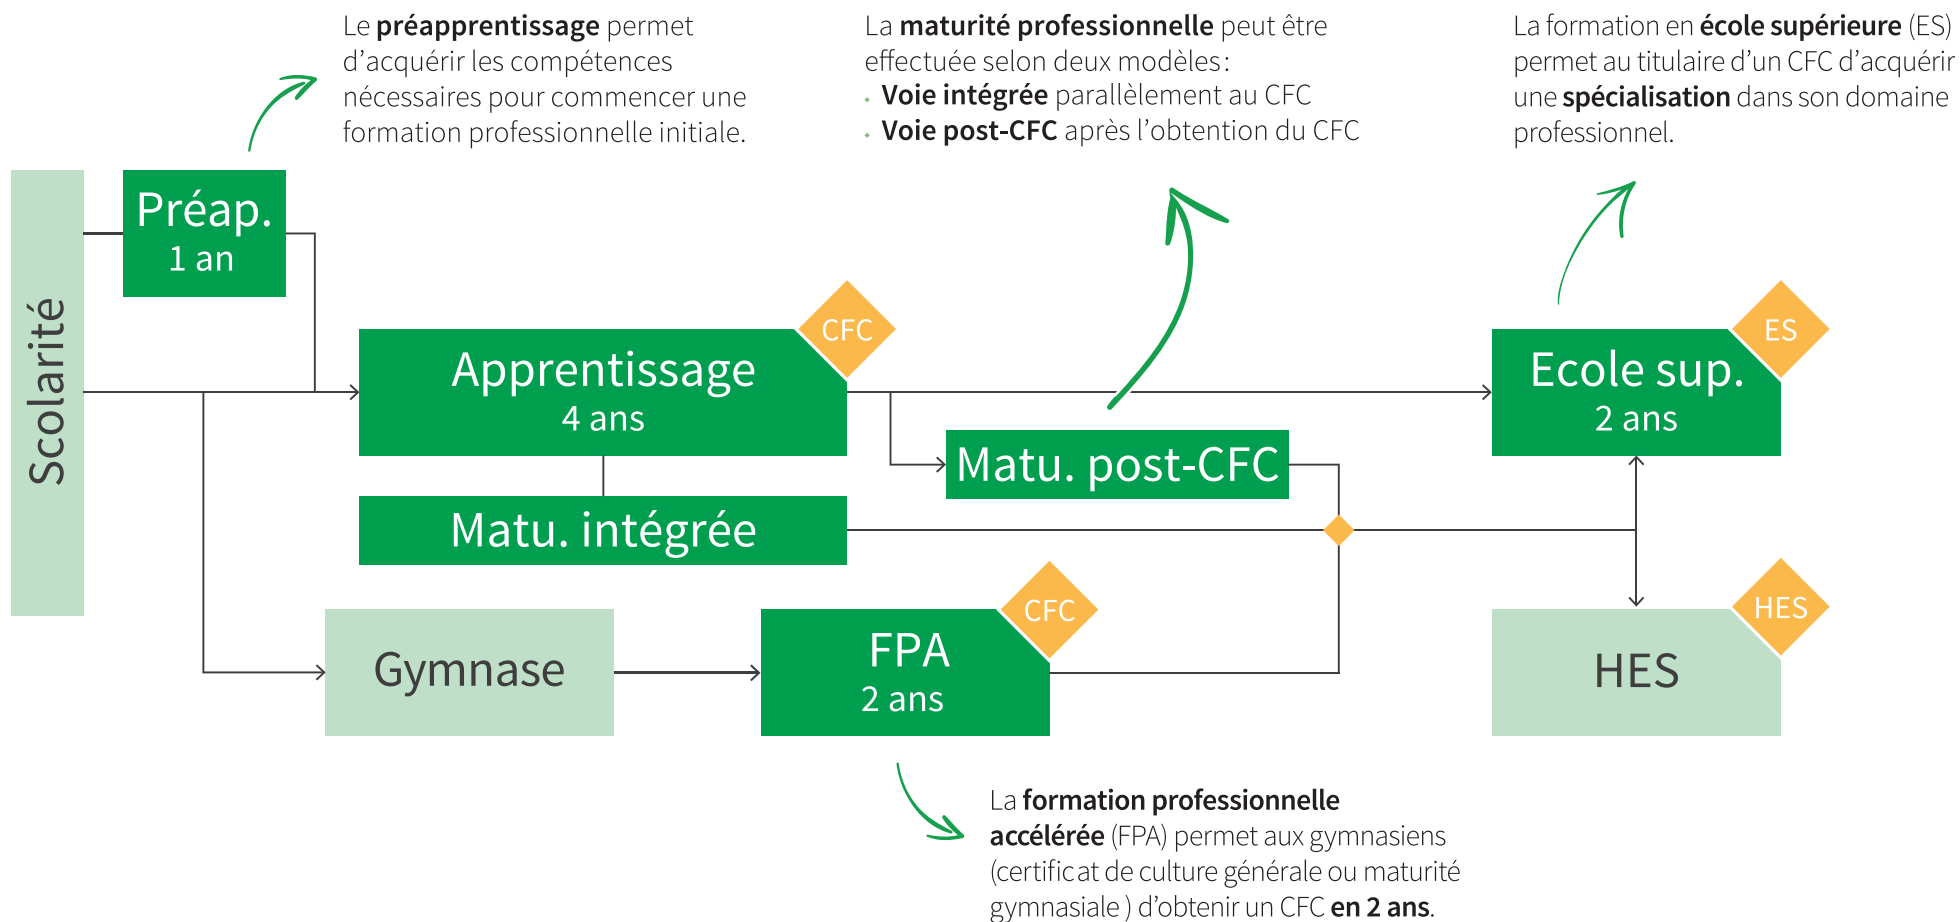 Le préapprentissage permet
d’acquérir les compétences
nécessaires pour commencer une
formation professionnelle initiale.
La maturité professionnelle peut être
effectuée selon deux modèles :
• Voie intégrée parallèlement au CFC
• Voie post-CFC après l’obtention du CFC
La formation en école supérieure (ES)
permet au titulaire d’un CFC d’acquérir
une spécialisation dans son domaine
professionnel.
Scolarité
Préap.
1 an
Apprentissage
4 ans
CFC
Matu. intégrée
Matu. post-CFC
Ecole sup.
2 ans
ES
Gymnase
FPA
2 ans
CFC
HES
HES
La formation professionnelle
accélérée (FPA) permet aux gymnasiens
(certificat de culture générale ou maturité
gymnasiale ) d’obtenir un CFC en 2 ans.